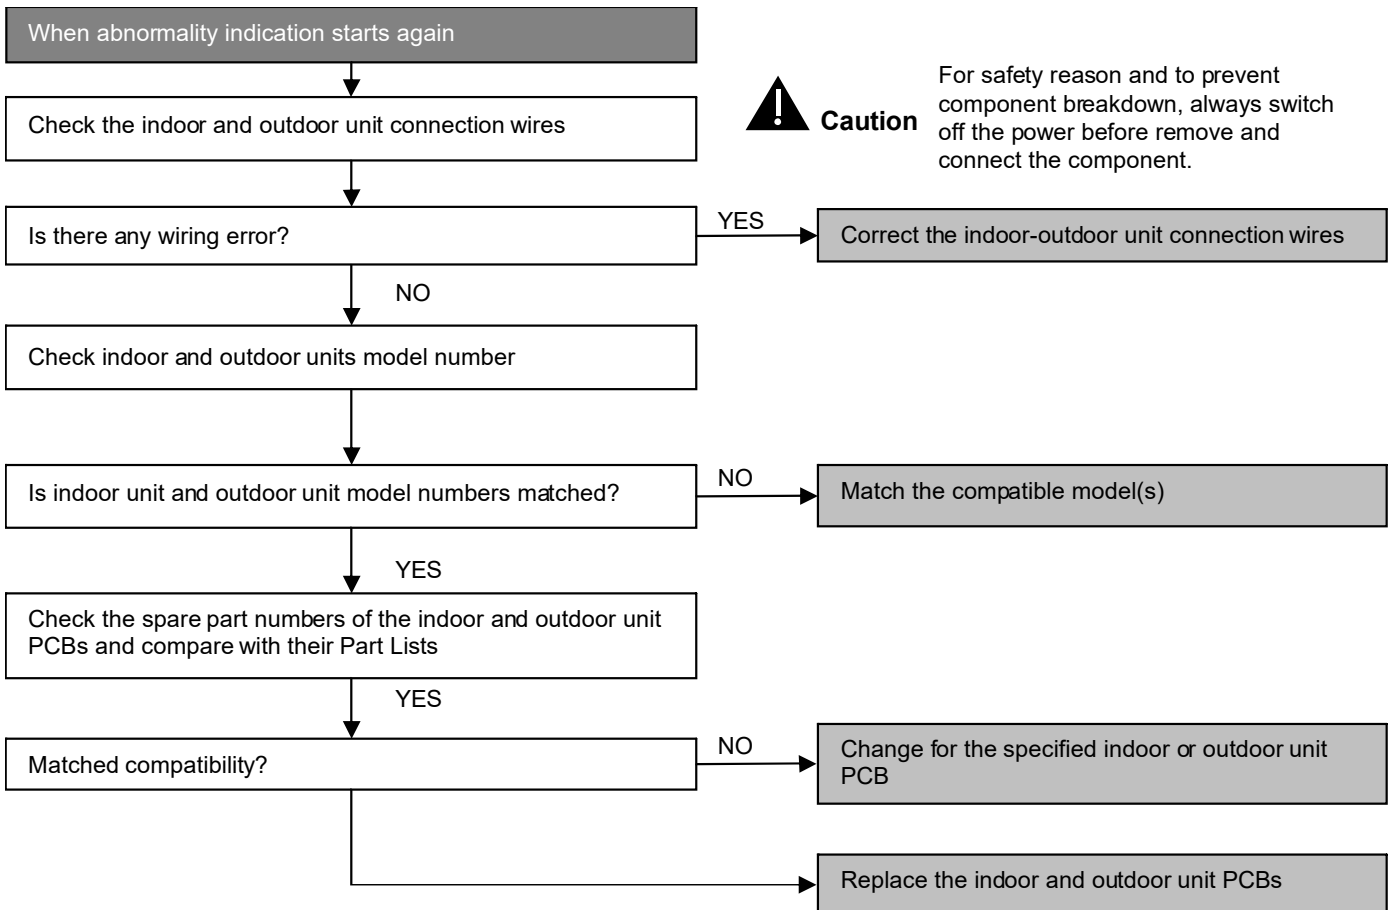 When abnormality indication starts again
Check the indoor and outdoor unit connection wires
Caution
For safety reason and to prevent
component breakdown, always switch
off the power before remove and
connect the component.
Is there any wiring error?
YES
Correct the indoor-outdoor unit connection wires
NO
Check indoor and outdoor units model number
Is indoor unit and outdoor unit model numbers matched?
NO
Match the compatible model(s)
YES
Check the spare part numbers of the indoor and outdoor unit
PCBs and compare with their Part Lists
YES
Matched compatibility?
NO
Change for the specified indoor or outdoor unit
PCB
Replace the indoor and outdoor unit PCBs